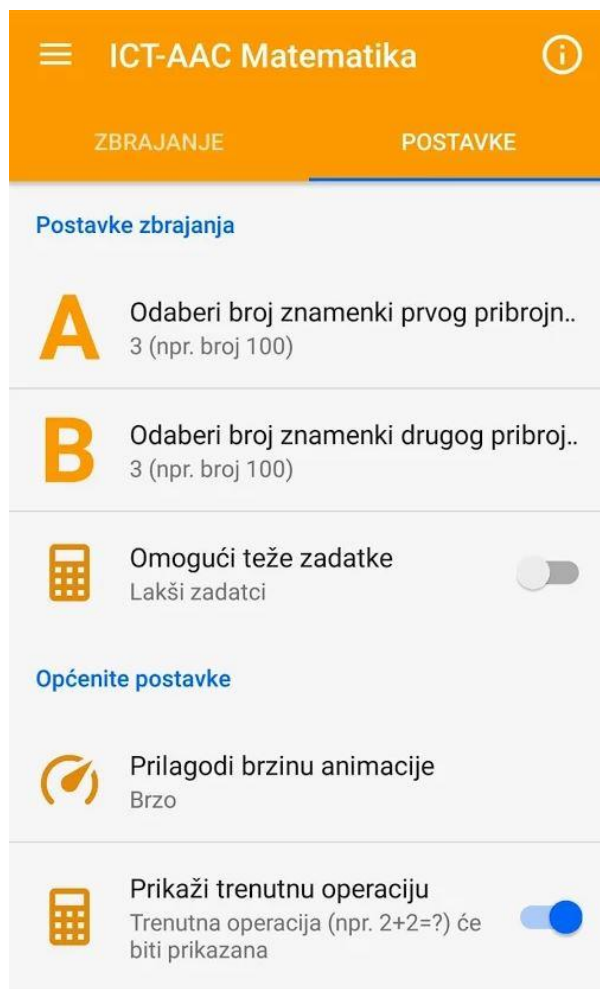 ICT-AAC Matematika
ZBRAJANJE
POSTAVKE
Postavke zbrajanja
A
Odaberi broj znamenki prvog pribrojn..
3 (npr. broj 100)
B
Odaberi broj znamenki drugog pribroj..
3 (npr. broj 100)
Omogući teže zadatke
Lakši zadatci
Općenite postavke
Prilagodi brzinu animacije
Brzo
Prikaži trenutnu operaciju
Trenutna operacija (npr. 2+2=?) će
biti prikazana